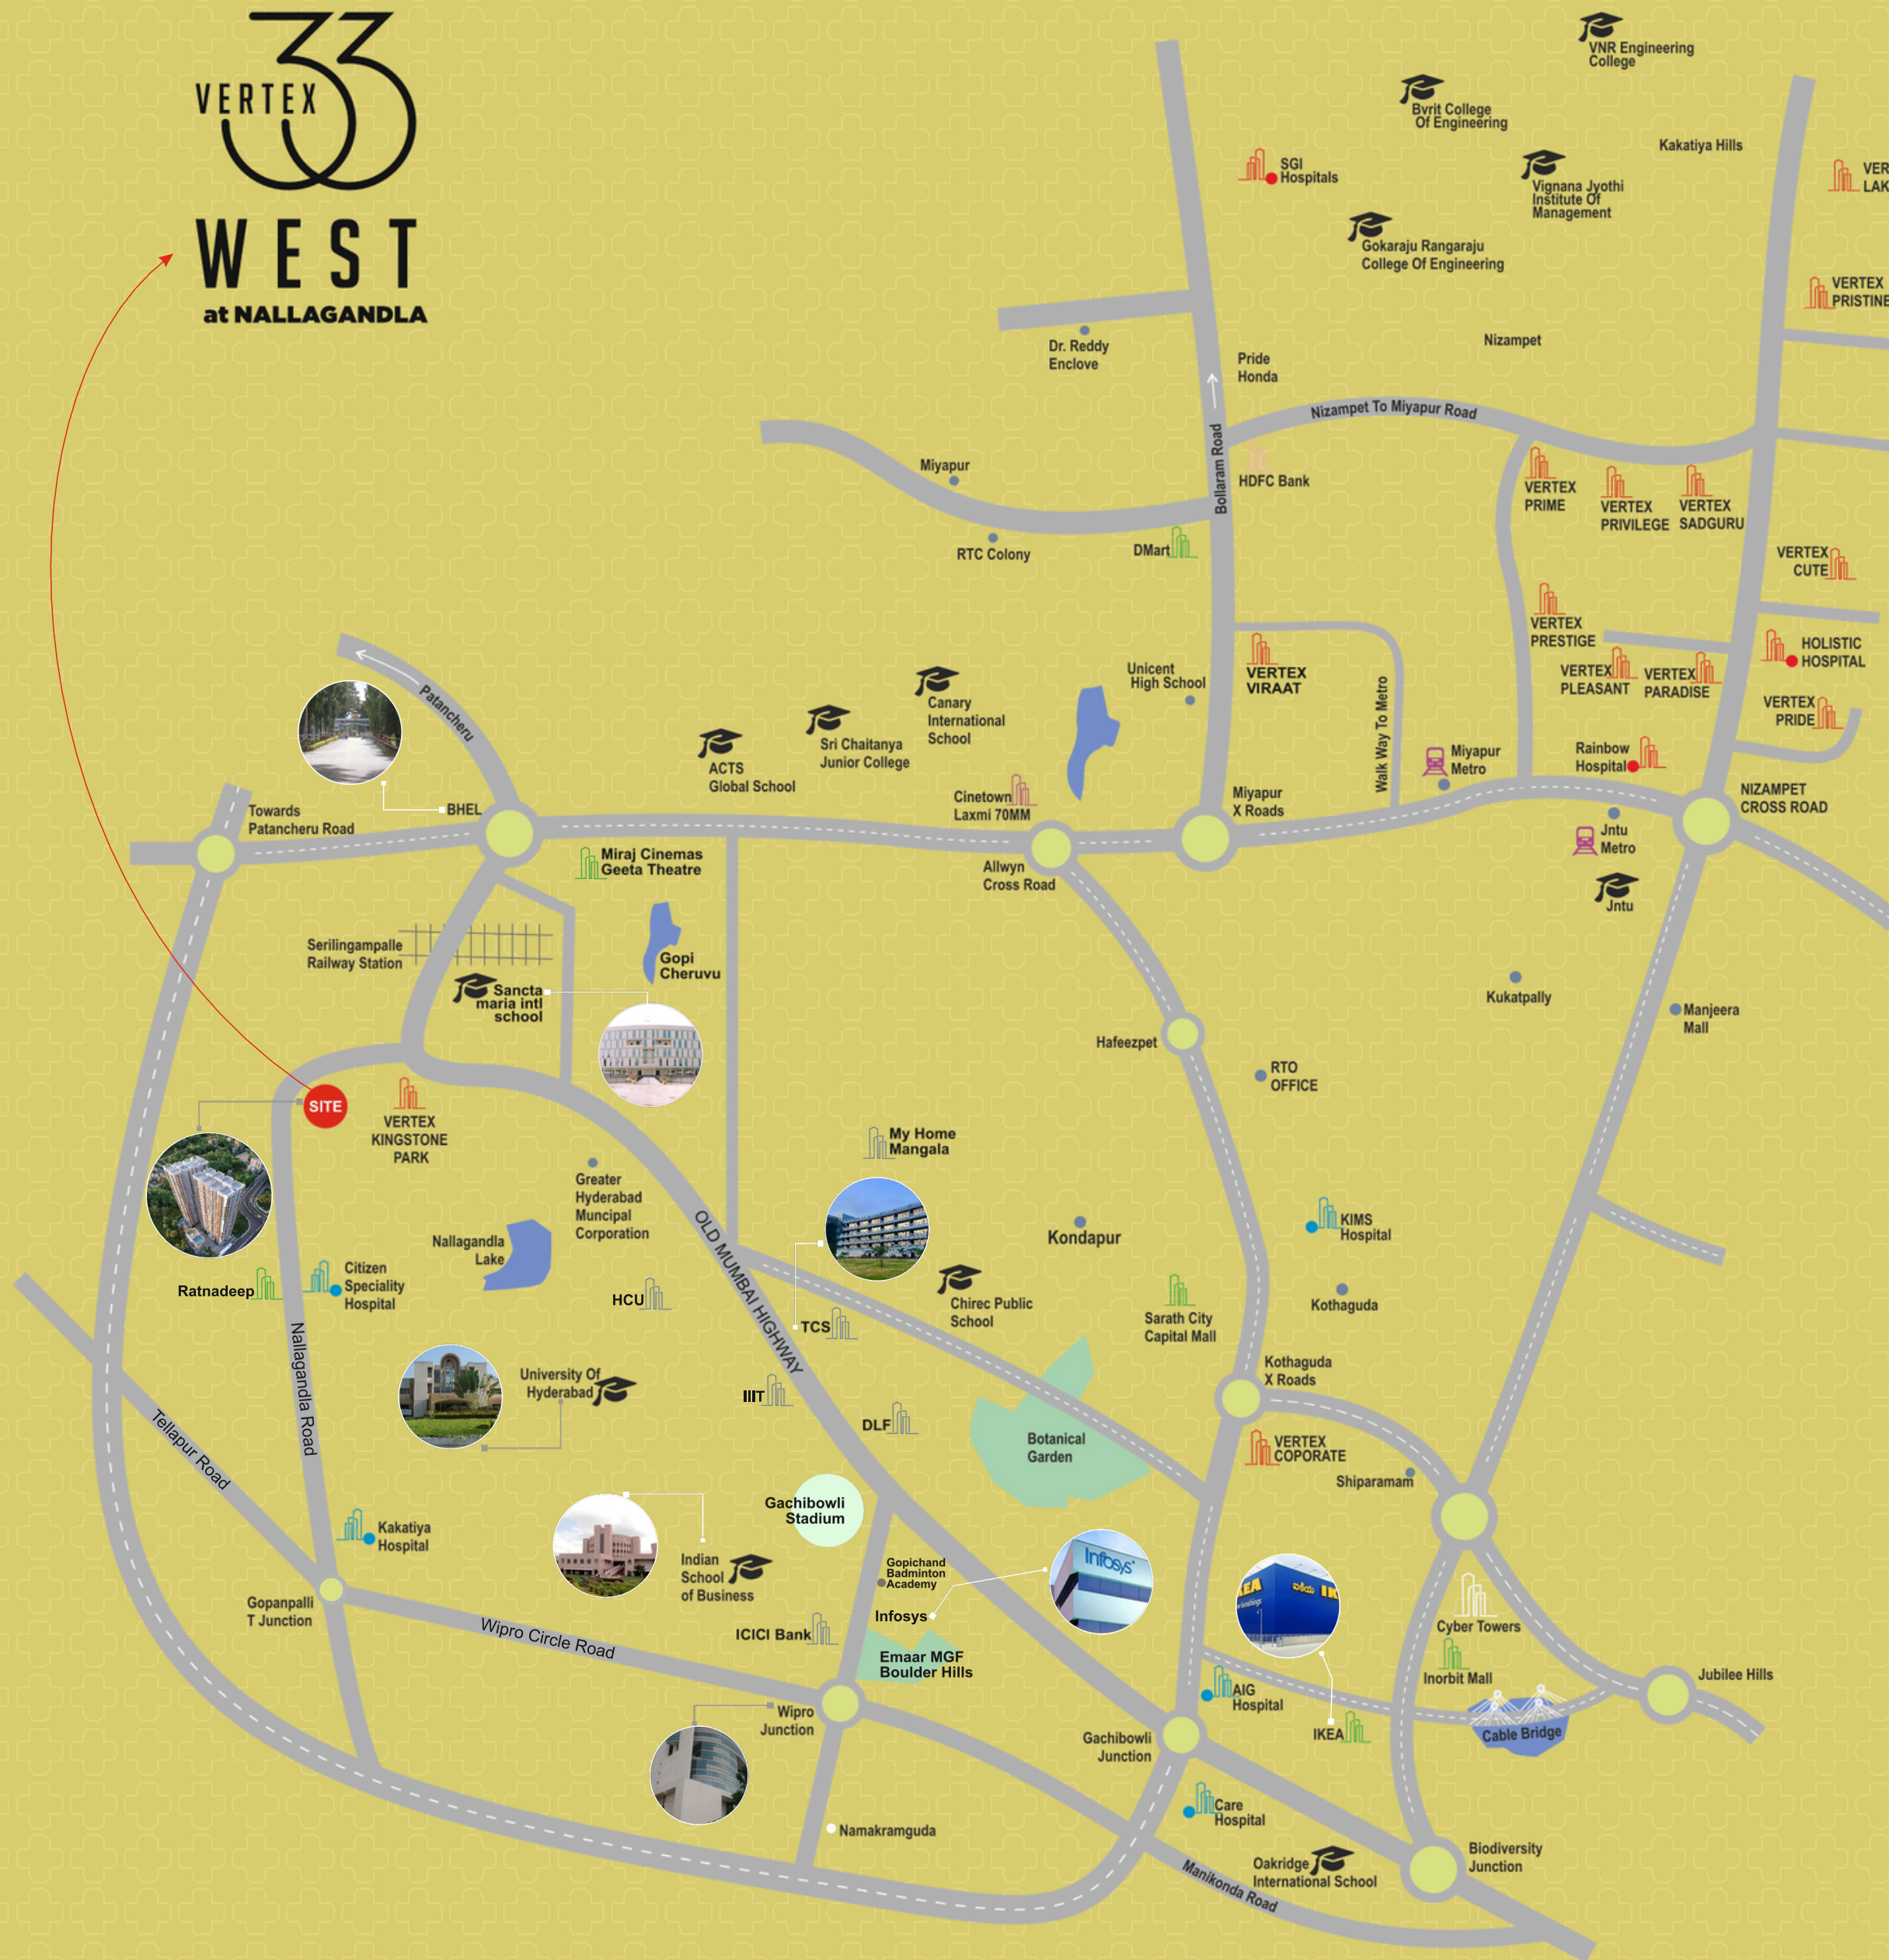 33
VERTEX
WEST
at NALLAGANDLA
VNR Engineering
College
Bvrit College
Of Engineering
Kakatiya Hills
SGI
Hospitals
Vignana Jyothi
Institute Of
Management
VER
LAK
Gokaraju Rangaraju
College Of Engineering
VERTEX
PRISTINE
Dr. Reddy
Enclove
Pride
Honda
Nizampet
Nizampet To Miyapur Road
Bollaram Road
Miyapur
HDFC Bank
VERTEX
PRIME
VERTEX
PRIVILEGE
VERTEX
SADGURU
RTC Colony
DMart
VERTEX
CUTE
VERTEX
PRESTIGE
HOLISTIC
HOSPITAL
Unicent
High School
VERTEX
VIRAAT
VERTEX
PLEASANT
VERTEX
PARADISE
Patancheru
Canary
International
School
Walk Way To Metro
VERTEX
PRIDE
Sri Chaitanya
Junior College
ACTS
Global School
Miyapur
Metro
Rainbow
Hospital
Cinetown
Laxmi 70MM
Miyapur
X Roads
NIZAMPET
CROSS ROAD
Towards
Patancheru Road
BHEL
Jntu
Metro
Miraj Cinemas
Geeta Theatre
Allwyn
Cross Road
Jntu
Serilingampalle
Railway Station
Gopi
Cheruvu
Sancta
maria intl
school
Kukatpally
Manjeera
Mall
Hafeezpet
RTO
OFFICE
SITE
VERTEX
KINGSTONE
PARK
My Home
Mangala
Greater
Hyderabad
Muncipal
Corporation
Kondapur
KIMS
Hospital
Nallagandla
Lake
OLD MUMBAI HIGHWAY
Ratnadeep
Citizen
Speciality
Hospital
HCU
TCS
Chirec Public
School
Sarath City
Capital Mall
Kothaguda
Nallagandla Road
University Of
Hyderabad
IIIT
Kothaguda
X Roads
Tellapur Road
DLF
Botanical
Garden
VERTEX
COPORATE
Shiparamam
Gachibowli
Stadium
Kakatiya
Hospital
Indian
School
of Business
Gopichand
Badminton
Academy
Infosys
Infosys
IKEA
IK
Gopanpalli
T Junction
Wipro Circle Road
ICICI Bank
Emaar MGF
Boulder Hills
Cyber Towers
Inorbit Mall
Jubilee Hills
AIG
Hospital
Wipro
Junction
Gachibowli
Junction
IKEA
Cable Bridge
Care
Hospital
Namakramguda
Manikonda Road
Oakridge
International School
Biodiversity
Junction